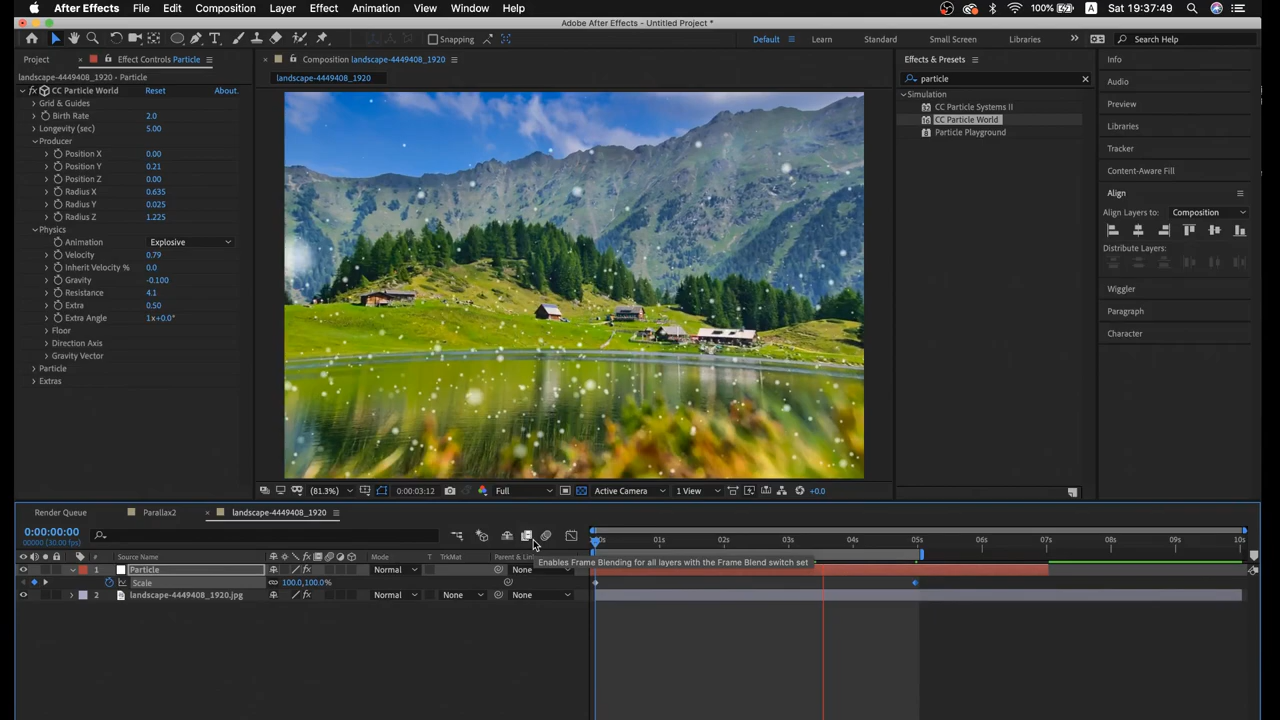 After Effects File Edit Composition Layer Effect Animation View Window Help 100% A Sat 19:37:49
Adobe After Effects - Untitled Project *
Snapping Default Learn Standard Small Screen Libraries Search Help
Project Effect Controls Particle Composition landscape-4449408_1920 Effects & Presets Info
landscape-4449408_1920 • Particle landscape-4449408_1920 particle Audio
CC Particle World Reset About. Simulation
Grid & Guides CC Particle Systems II Preview
Birth Rate 2.0 CC Particle World Libraries
Longevity (sec) 5.00 Particle Playground
Producer Tracker
Position X 0.00
Position Y 0.21 Content-Aware Fill
Position Z 0.00
Radius X 0.635 Align
Radius Y 0.025 Align Layers to: Composition
Radius Z 1.225
Physics
Animation Explosive Distribute Layers:
Velocity 0.79
Inherit Velocity % 0.0
Gravity -0.100 Wiggler
Resistance 4.1
Extra 0.50 Paragraph
Extra Angle 1x+0.0°
Floor Character
Direction Axis
Gravity Vector
Particle
Extras
(81.3%) 0:00:03:12 Full Active Camera 1 View +0.0
Render Queue Parallax2 landscape-4449408_1920
0:00:00:00
00000 (30.00 fps) :00s 01s 02s 03s 04s 05s 06s 07s 08s 09s 10s
# Source Name Mode T TrkMat Parent & Link
Enables Frame Blending for all layers with the Frame Blend switch set
1 Particle Normal None
Scale 100.0,100.0%
2 landscape-4449408_1920.jpg Normal None None